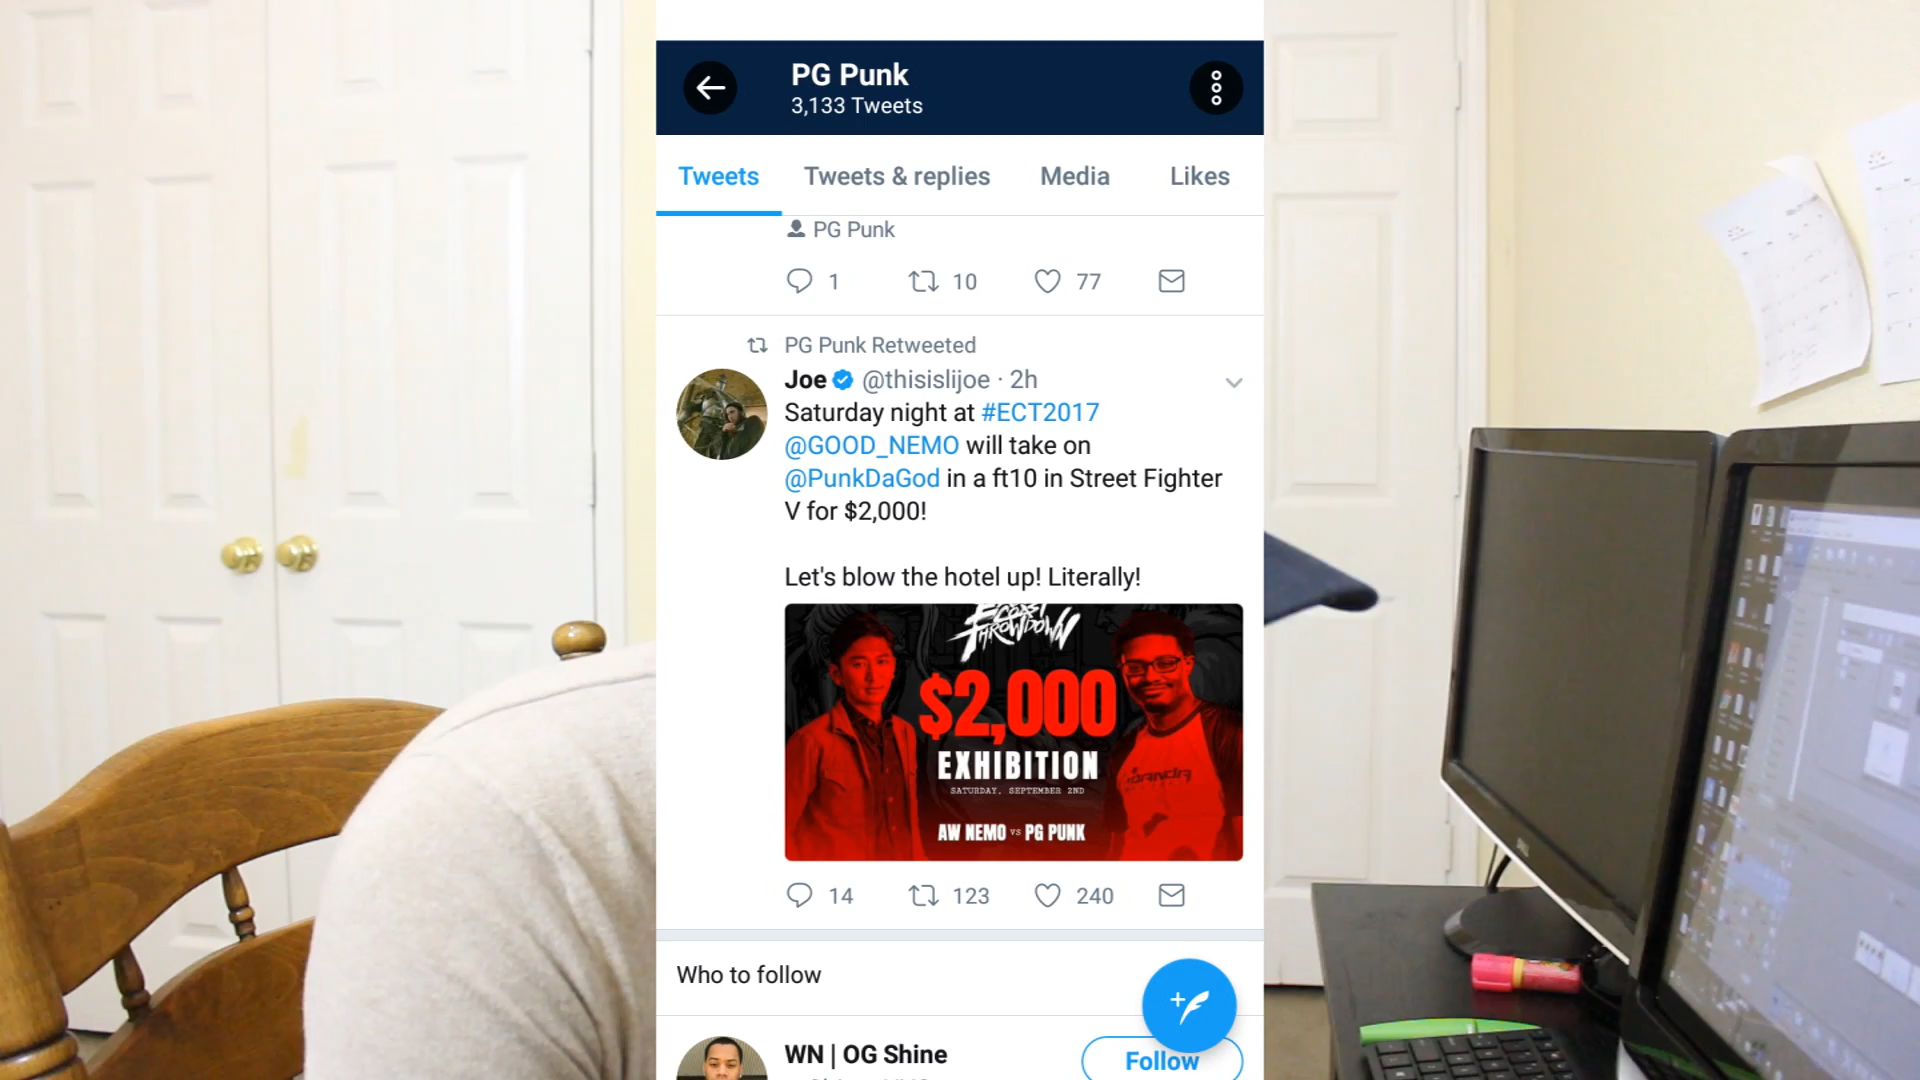 PG Punk
3,133 Tweets
Tweets
Tweets & replies
Media
Likes
PG Punk
1
10
77
PG Punk Retweeted
Joe @thisislijoe · 2h
Saturday night at #ECT2017
@GOOD_NEMO will take on
@PunkDaGod in a ft10 in Street Fighter
V for $2,000!
Let's blow the hotel up! Literally!
COAST
THROWDOWN
$2,000
EXHIBITION
SATURDAY, SEPTEMBER 2ND
AW NEMO VS PG PUNK
14
123
240
Who to follow
WN | OG Shine
Follow